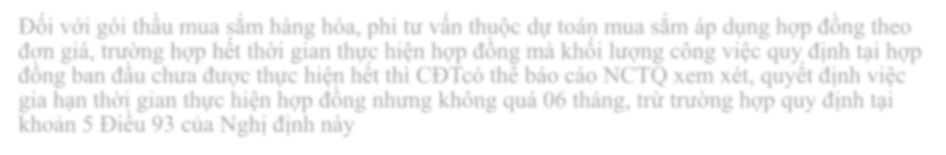 Đối với gói thầu mua sắm hàng hóa, phi tư vấn thuộc dự toán mua sắm áp dụng hợp đồng theo
đơn giá, trường hợp hết thời gian thực hiện hợp đồng mà khối lượng công việc quy định tại hợp
đồng ban đầu chưa được thực hiện hết thì CĐTcó thể báo cáo NCTQ xem xét, quyết định việc
gia hạn thời gian thực hiện hợp đồng nhưng không quá 06 tháng, trừ trường hợp quy định tại
khoản 5 Điều 93 của Nghị định này